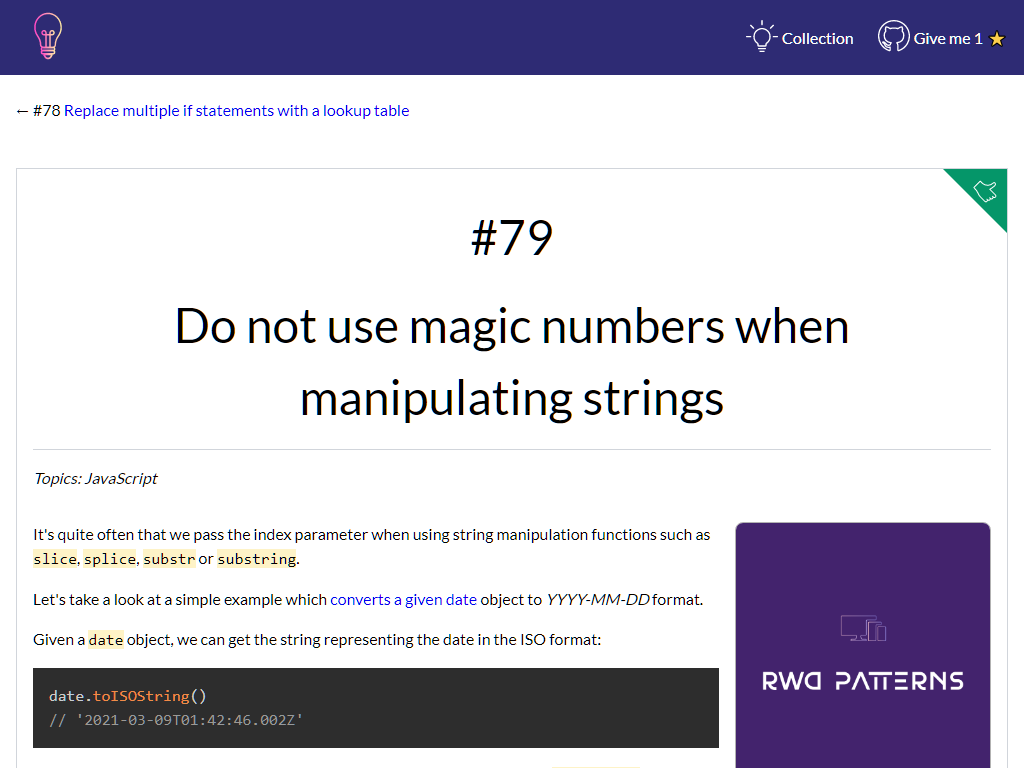 Collection
Give me 1 ⭐
← #78 Replace multiple if statements with a lookup table
#79
Do not use magic numbers when
manipulating strings
Topics: JavaScript
It's quite often that we pass the index parameter when using string manipulation functions such as
slice, splice, substr or substring.
Let's take a look at a simple example which converts a given date object to YYYY-MM-DD format.
Given a date object, we can get the string representing the date in the ISO format:
date.toISOString()
// '2021-03-09T01:42:46.002Z'
RWD PATTERNS